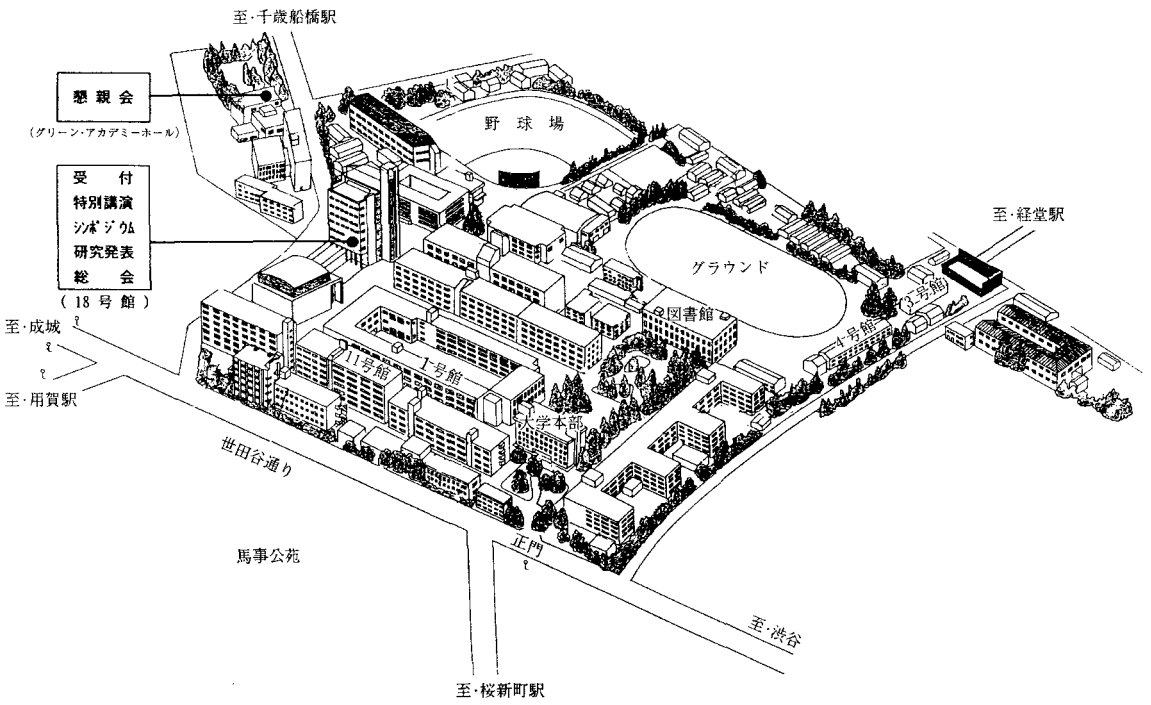 至·千歳船橋駅
懇親会
(グリーン·アカデミーホール)
受付
特別講演
シンポジウム
研究発表
総会
(18号館)
野球場
至·経堂駅
グラウンド
3号館
図書館
4号館
至·成城
11号館
1号館
至·用賀駅
大学本部
世田谷通り
正門
馬事公苑
至·渋谷
至·桜新町駅